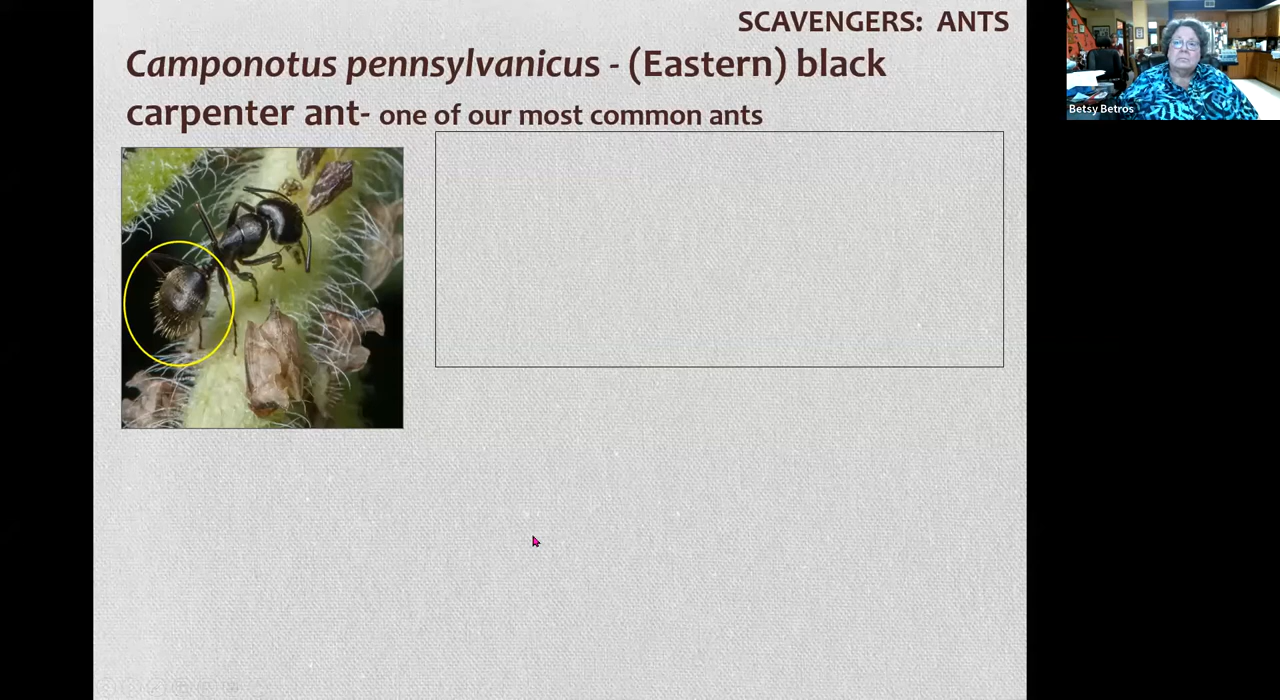 SCAVENGERS: ANTS
Camponotus pennsylvanicus - (Eastern) black
carpenter ant- one of our most common ants
Betsy Betros